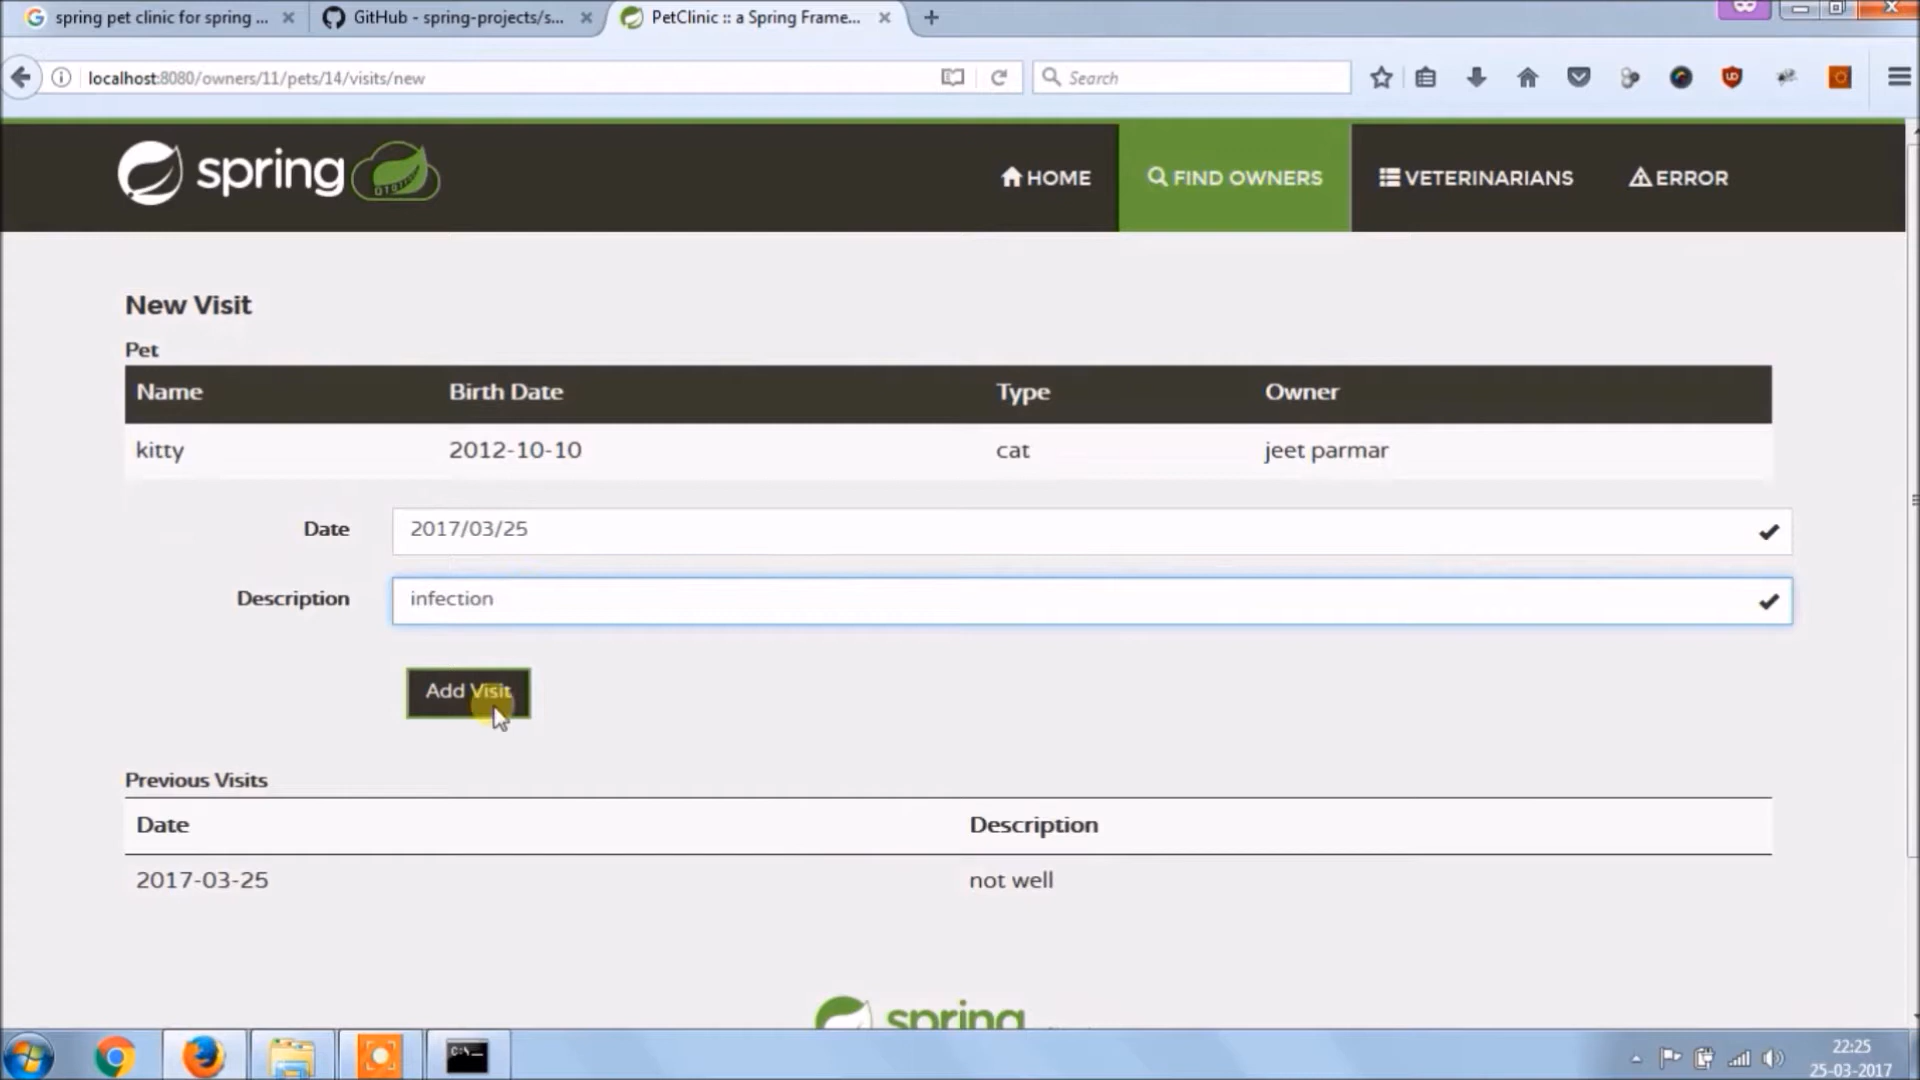 spring pet clinic for spring ...
GitHub - spring-projects/s...
PetClinic :: a Spring Frame...
localhost:8080/owners/11/pets/14/visits/new
Search
spring
HOME
FIND OWNERS
VETERINARIANS
ERROR
New Visit
Pet
Name Birth Date Type Owner
kitty 2012-10-10 cat jeet parmar
Date 2017/03/25
Description infection
Add Visit
Previous Visits
Date Description
2017-03-25 not well
spring
C:\_
22:25
25-03-2017